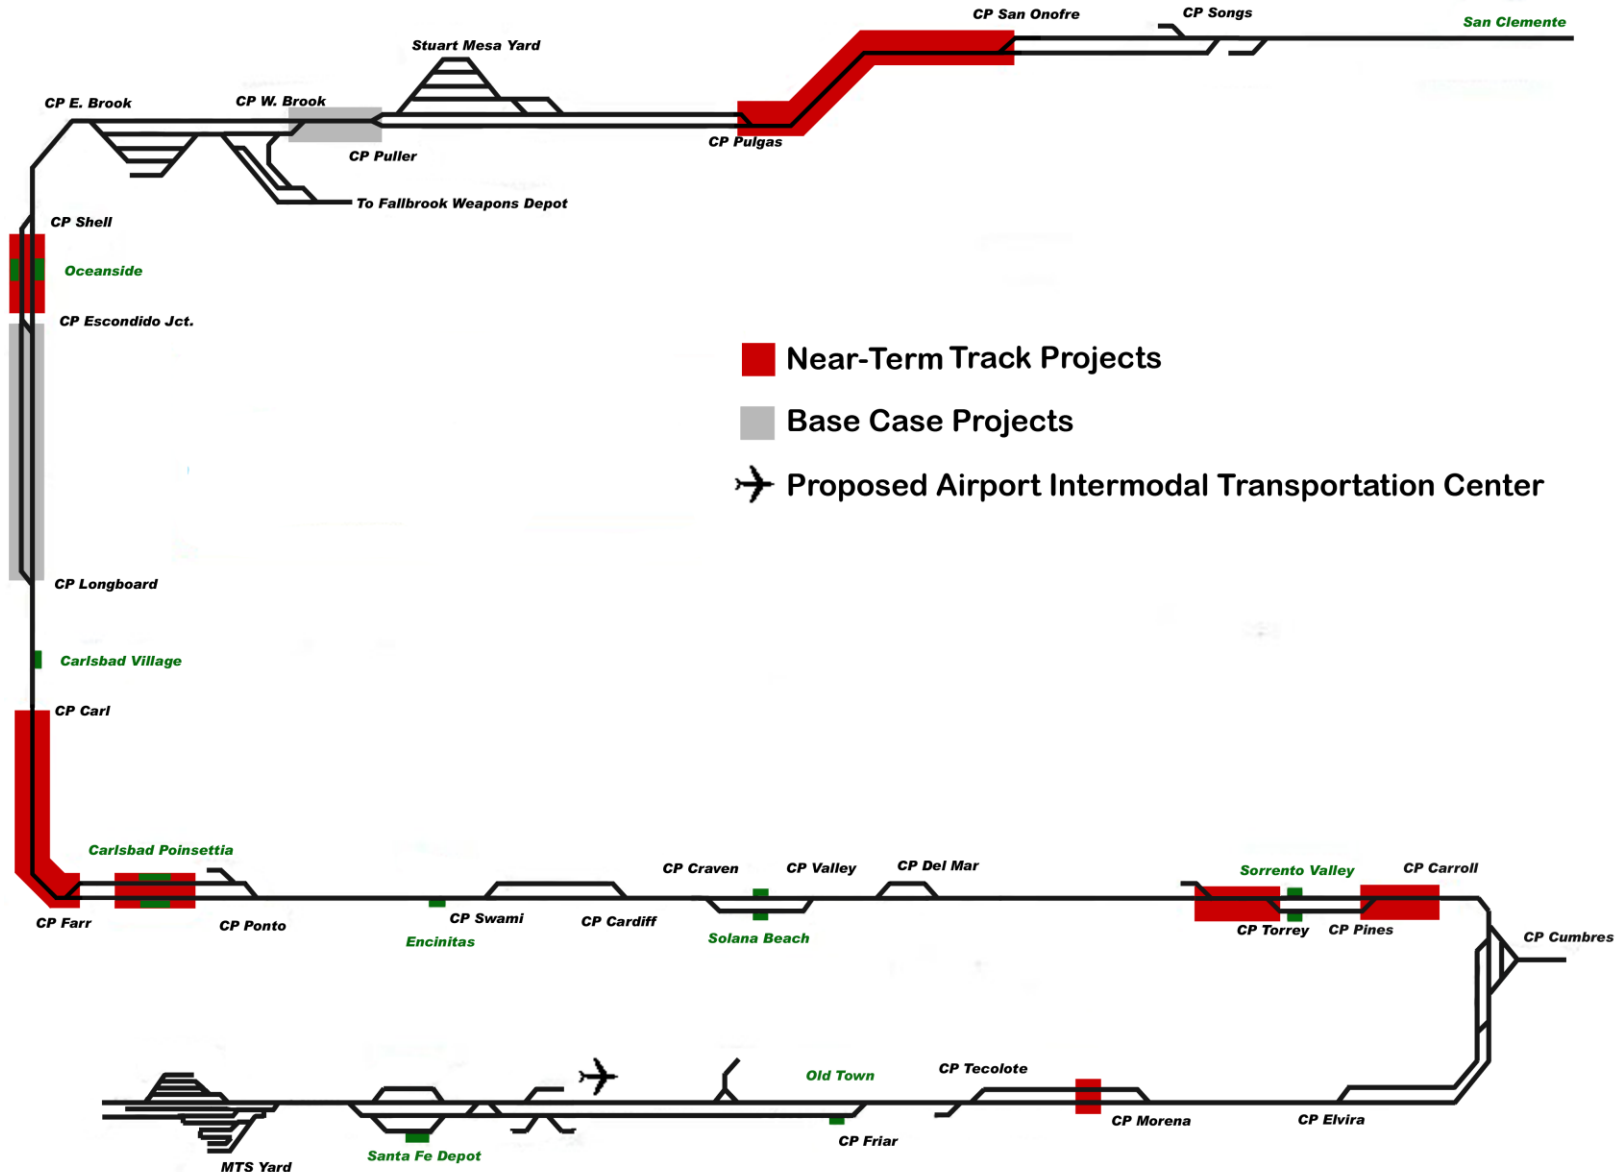 CP San Onofre
CP Songs
San Clemente
Stuart Mesa Yard
CP E. Brook
CP W. Brook
CP Pulgas
CP Puller
To Fallbrook Weapons Depot
CP Shell
Oceanside
CP Escondido Jct.
Near-Term Track Projects
Base Case Projects
Proposed Airport Intermodal Transportation Center
CP Longboard
Carlsbad Village
CP Carl
Carlsbad Poinsettia
CP Craven
CP Valley
CP Del Mar
Sorrento Valley
CP Carroll
CP Farr
CP Ponto
CP Swami
CP Cardiff
CP Torrey
CP Pines
Encinitas
Solana Beach
CP Cumbres
Old Town
CP Tecolote
CP Morena
CP Elvira
CP Friar
Santa Fe Depot
MTS Yard